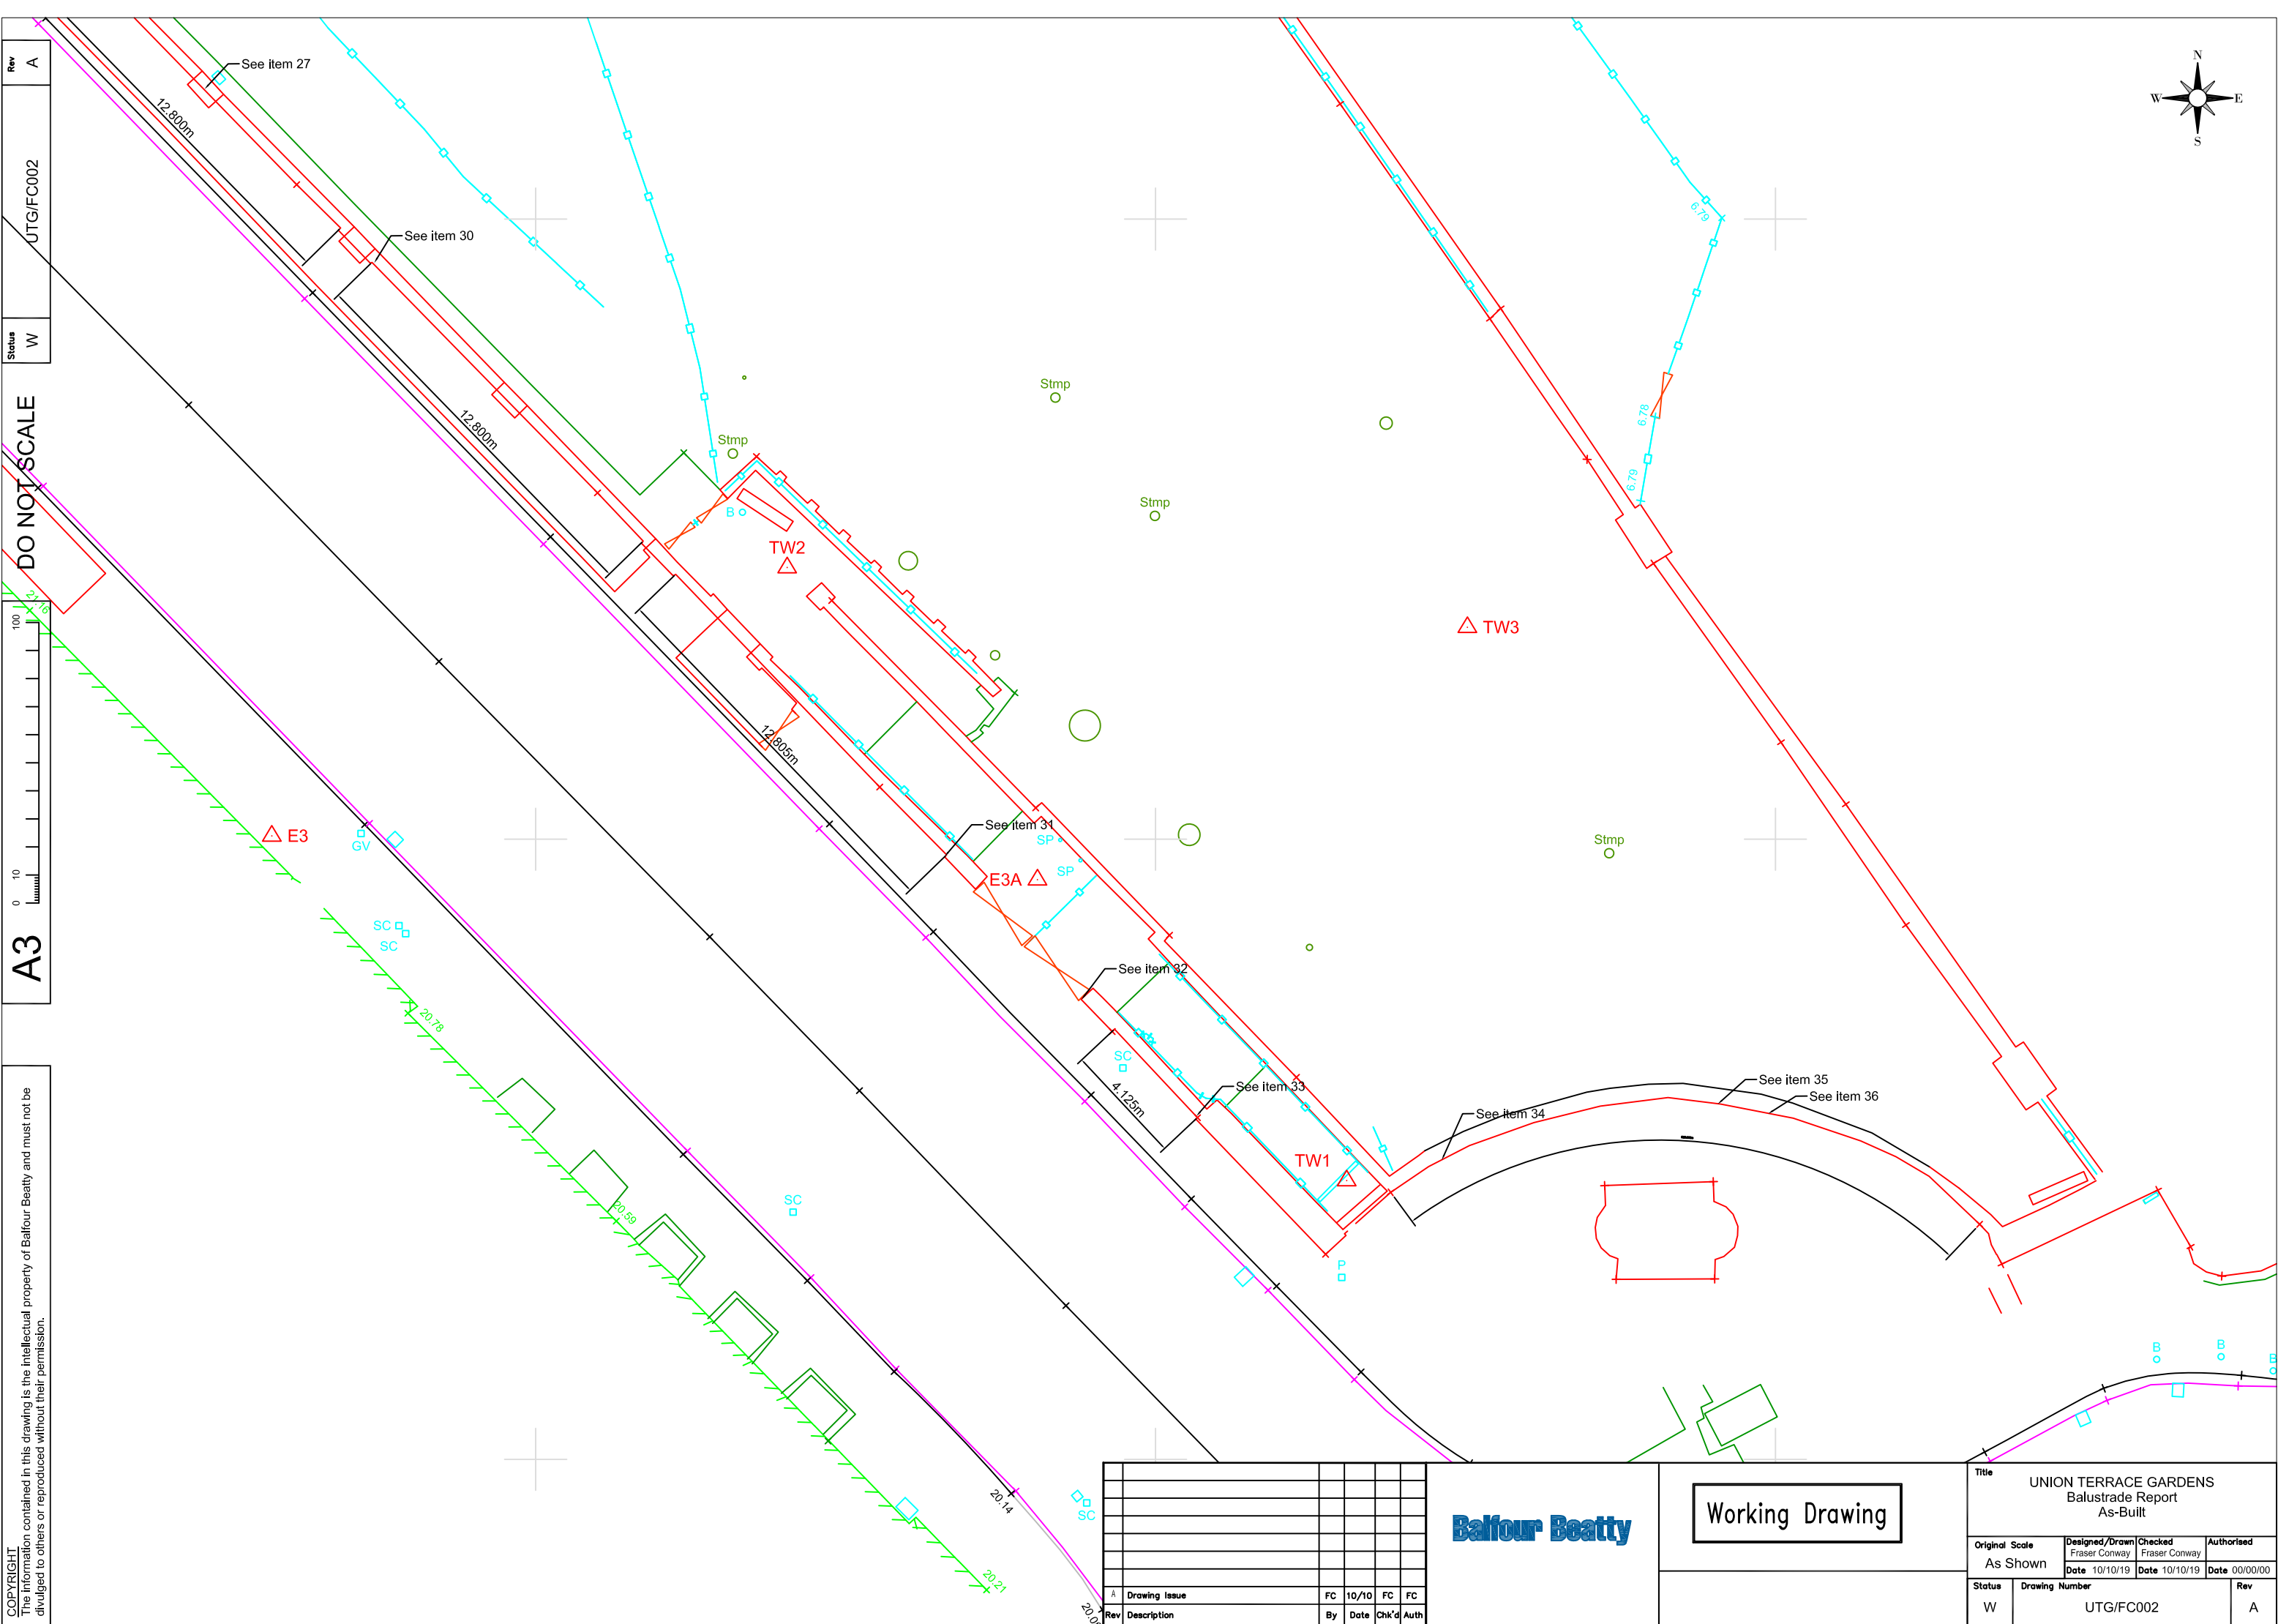 Rev
A
UTG/FC002
Status
W
DO NOT SCALE
100
10
0
A3
COPYRIGHT
The information contained in this drawing is the intellectual property of Balfour Beatty and must not be
divulged to others or reproduced without their permission.
See item 27
12.800m
See item 30
12.800m
N
W
E
S
6.79
6.78
6.79
Stmp
Stmp
Stmp
Stmp
B
TW2
TW3
21.16
12.805m
E3
GV
See item 31
SP
SP
E3A
SC
SC
See item 32
20.78
SC
4.125m
See item 33
See item 34
See item 35
See item 36
TW1
SC
20.59
P
B
B
B
20.14
SC
20.21
A Drawing Issue FC 10/10 FC FC
Rev Description By Date Chk'd Auth
Balfour Beatty
Working Drawing
Title
UNION TERRACE GARDENS
Balustrade Report
As-Built
Original Scale
As Shown
Designed/Drawn
Fraser Conway
Date 10/10/19
Checked
Fraser Conway
Date 10/10/19
Authorised
Date 00/00/00
Status
W
Drawing Number
UTG/FC002
Rev
A